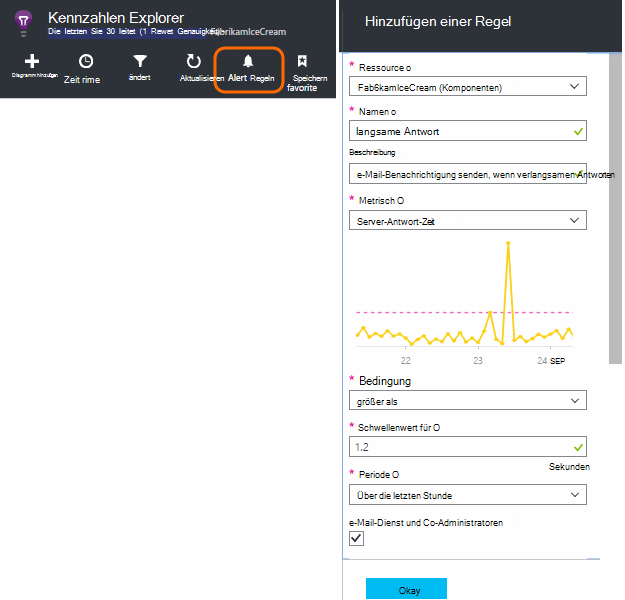 Kennzahlen Explorer
Die letzten Sie 30 leitet (1 Rewet Genauigkeit) FabrikamIceCream
Diagramm hinzufügen
Zeit rime
ändert
Aktualisieren
Alert Regeln
Speichern
favorite
Hinzufügen einer Regel
* Ressource o
Fab6kamIceCream (Komponenten)
* Namen o
langsame Antwort
Beschreibung
e-Mail-Benachrichtigung senden, wenn verlangsamen Antworten
* Metrisch O
Server-Antwort-Zeit
22 23 24 SEP
* Bedingung
größer als
* Schwellenwert für O
1.2
Sekunden
* Periode O
Über die letzten Stunde
e-Mail-Dienst und Co-Administratoren
Okay